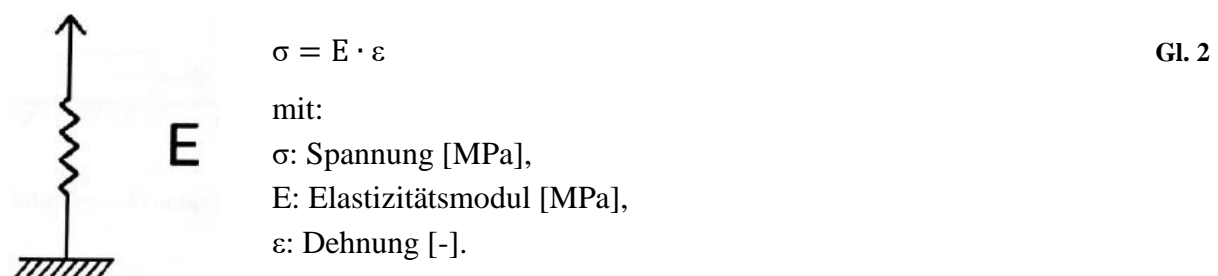 σ = E · ε Gl. 2
mit:
E
σ: Spannung [MPa],
E: Elastizitätsmodul [MPa],
ε: Dehnung [-].